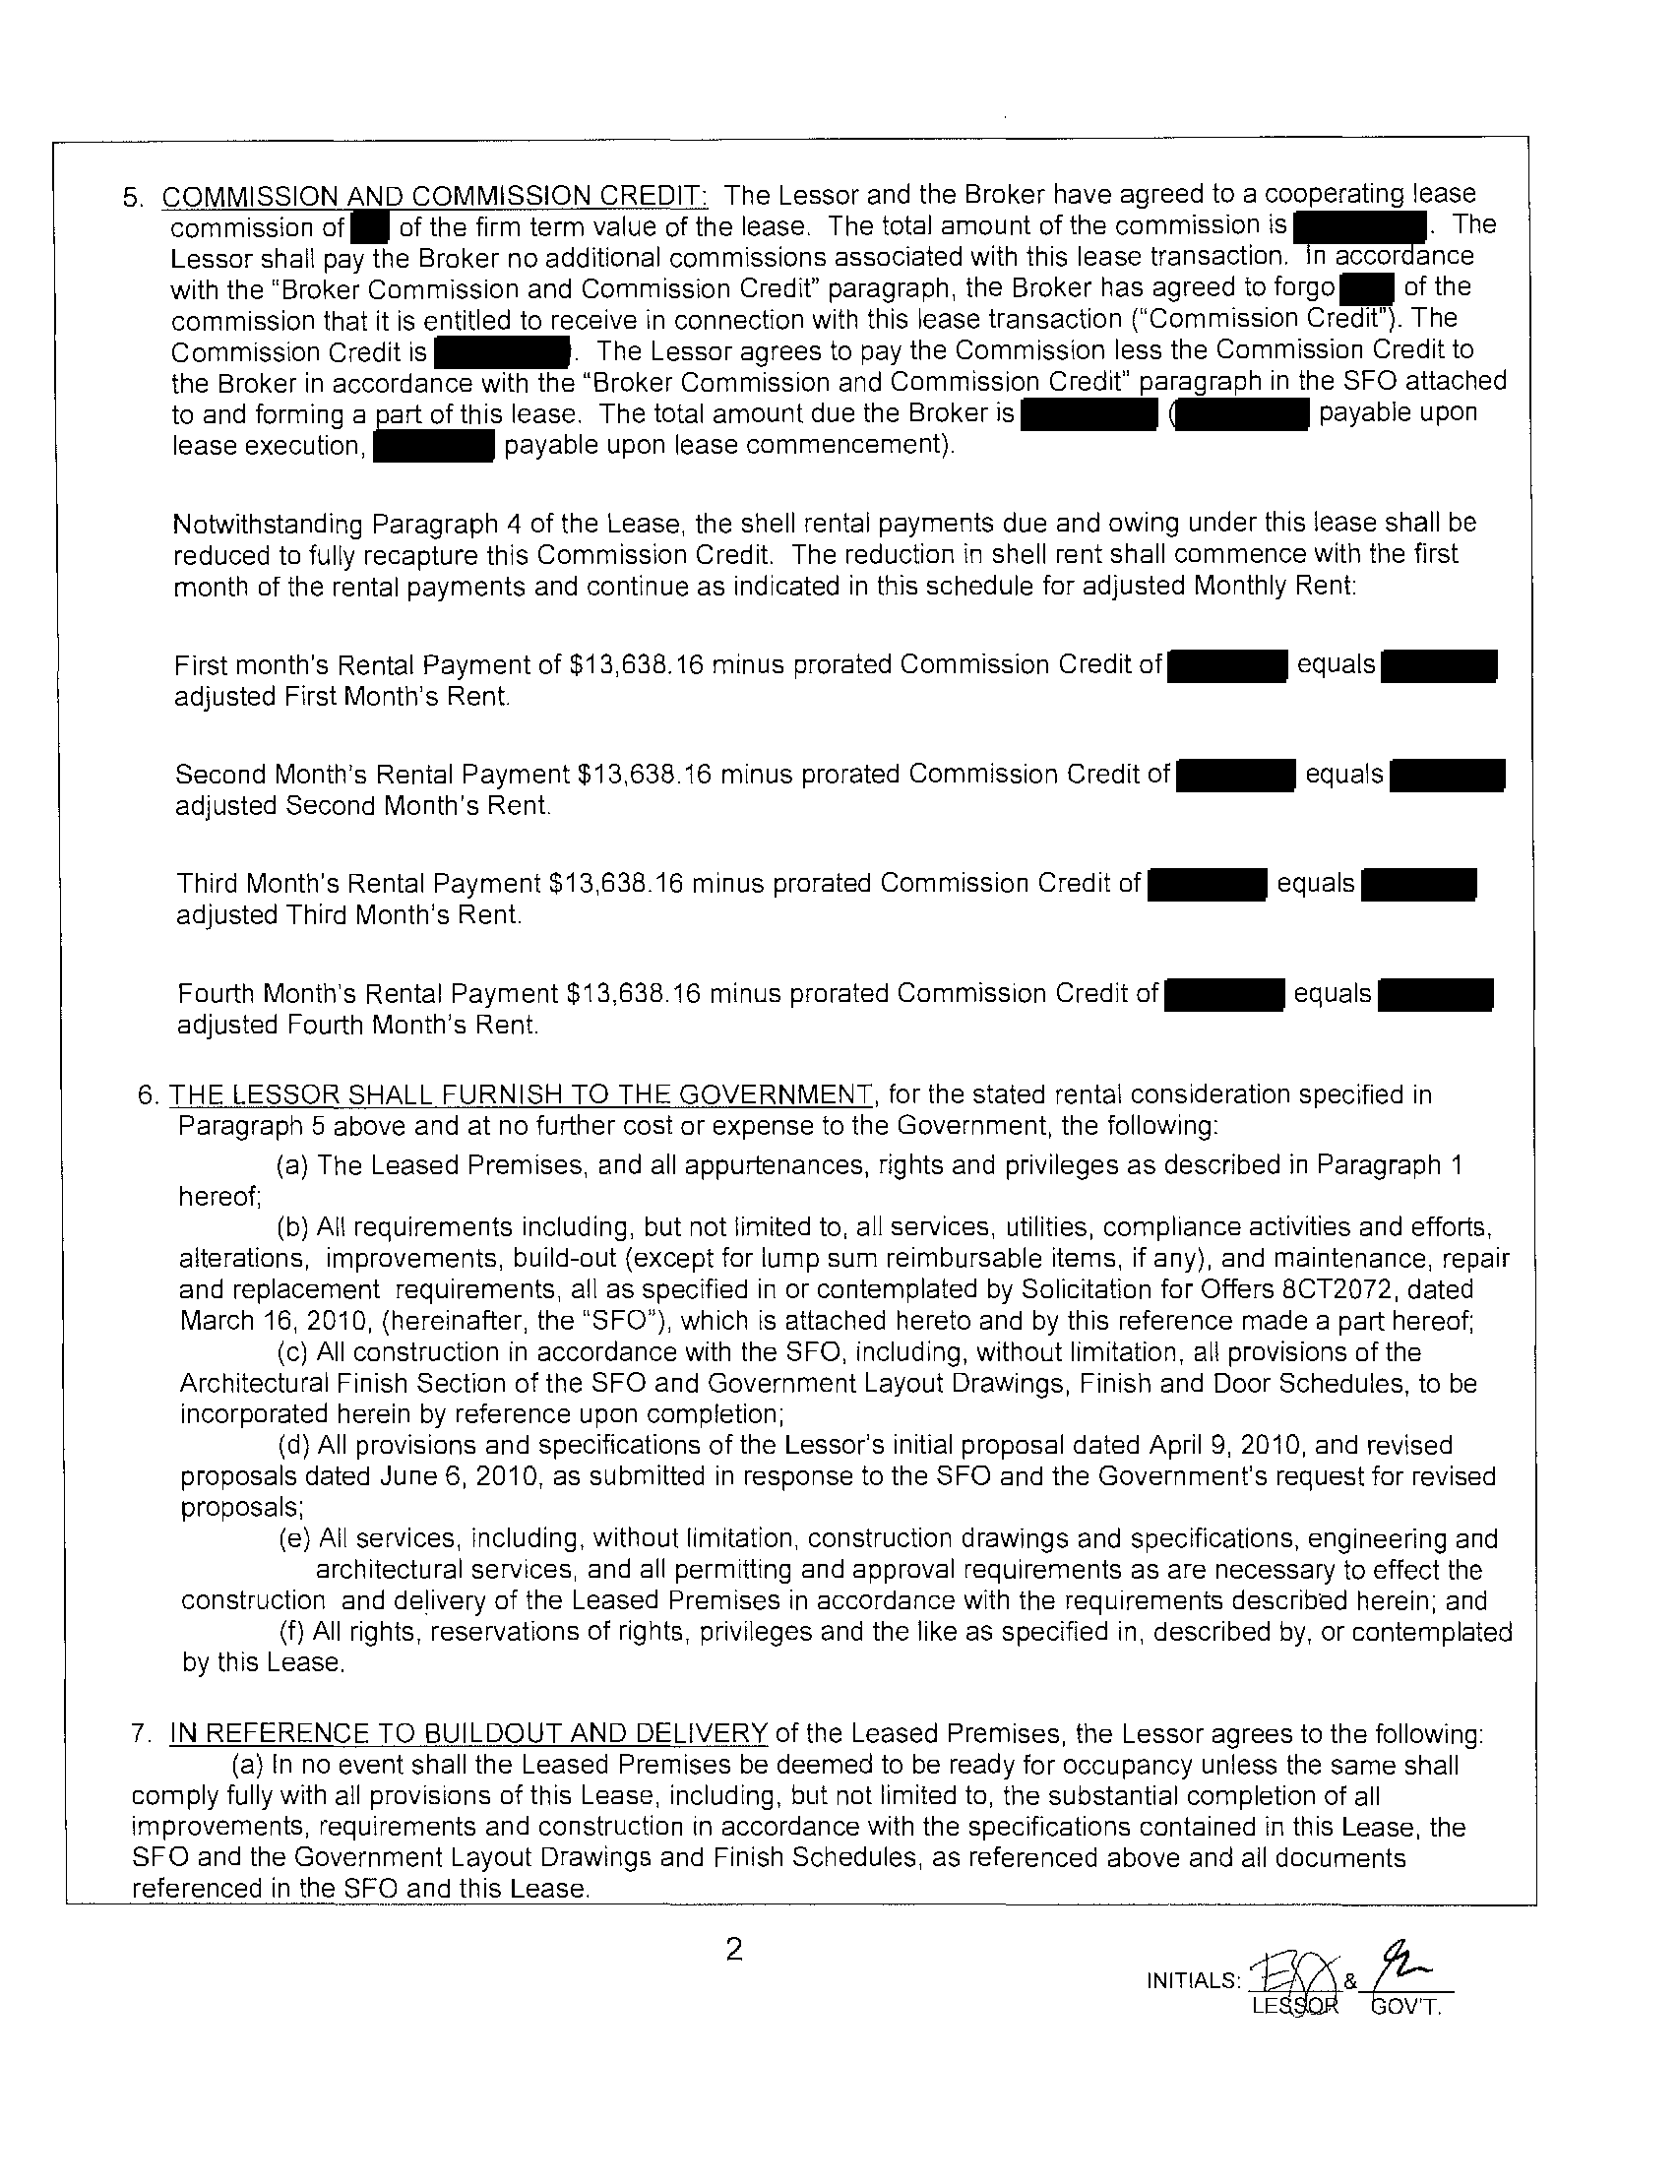 5. COMMISSION AND COMMISSION CREDIT: The Lessor and the Broker have agreed to a cooperating lease
commission of of the firm term value of the lease. The total amount of the commission is . The
Lessor shall pay the Broker no additional commissions associated with this lease transaction. In accordance
with the "Broker Commission and Commission Credit" paragraph, the Broker has agreed to forgo of the
commission that it is entitled to receive in connection with this lease transaction ("Commission Credit"). The
Commission Credit is . The Lessor agrees to pay the Commission less the Commission Credit to
the Broker in accordance with the "Broker Commission and Commission Credit" paragraph in the SFO attached
to and forming a part of this lease. The total amount due the Broker is ( payable upon
lease execution, payable upon lease commencement).
Notwithstanding Paragraph 4 of the Lease, the shell rental payments due and owing under this lease shall be
reduced to fully recapture this Commission Credit. The reduction in shell rent shall commence with the first
month of the rental payments and continue as indicated in this schedule for adjusted Monthly Rent:
First month's Rental Payment of $13,638.16 minus prorated Commission Credit of equals
adjusted First Month's Rent.
Second Month's Rental Payment $13,638.16 minus prorated Commission Credit of equals
adjusted Second Month's Rent.
Third Month's Rental Payment $13,638.16 minus prorated Commission Credit of equals
adjusted Third Month's Rent.
Fourth Month's Rental Payment $13,638.16 minus prorated Commission Credit of equals
adjusted Fourth Month's Rent.
6. THE LESSOR SHALL FURNISH TO THE GOVERNMENT, for the stated rental consideration specified in
Paragraph 5 above and at no further cost or expense to the Government, the following:
(a) The Leased Premises, and all appurtenances, rights and privileges as described in Paragraph 1
hereof;
(b) All requirements including, but not limited to, all services, utilities, compliance activities and efforts,
alterations, improvements, build-out (except for lump sum reimbursable items, if any), and maintenance, repair
and replacement requirements, all as specified in or contemplated by Solicitation for Offers 8CT2072, dated
March 16, 2010, (hereinafter, the "SFO"), which is attached hereto and by this reference made a part hereof;
(c) All construction in accordance with the SFO, including, without limitation, all provisions of the
Architectural Finish Section of the SFO and Government Layout Drawings, Finish and Door Schedules, to be
incorporated herein by reference upon completion;
(d) All provisions and specifications of the Lessor's initial proposal dated April 9, 2010, and revised
proposals dated June 6, 2010, as submitted in response to the SFO and the Government's request for revised
proposals;
(e) All services, including, without limitation, construction drawings and specifications, engineering and
architectural services, and all permitting and approval requirements as are necessary to effect the
construction and delivery of the Leased Premises in accordance with the requirements described herein; and
(f) All rights, reservations of rights, privileges and the like as specified in, described by, or contemplated
by this Lease.
7. IN REFERENCE TO BUILDOUT AND DELIVERY of the Leased Premises, the Lessor agrees to the following:
(a) In no event shall the Leased Premises be deemed to be ready for occupancy unless the same shall
comply fully with all provisions of this Lease, including, but not limited to, the substantial completion of all
improvements, requirements and construction in accordance with the specifications contained in this Lease, the
SFO and the Government Layout Drawings and Finish Schedules, as referenced above and all documents
referenced in the SFO and this Lease.
2
INITIALS: &
LESSOR GOV'T.